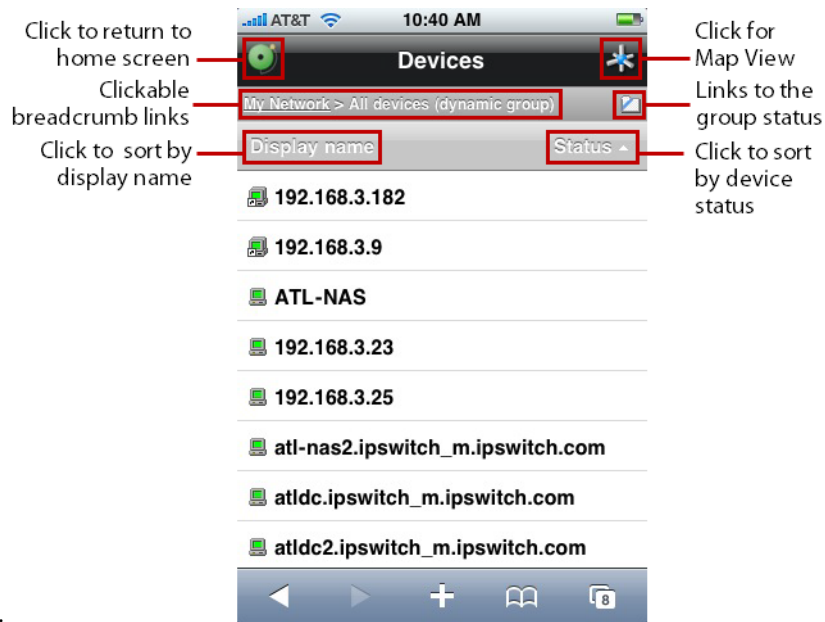 AT&T 10:40 AM
Click to return to
home screen
Devices
Click for
Map View
Clickable
breadcrumb links
My Network > All devices (dynamic group)
Links to the
group status
Click to sort by
display name
Display name
Status
Click to sort
by device
status
192.168.3.182
192.168.3.9
ATL-NAS
192.168.3.23
192.168.3.25
atl-nas2.ipswitch_m.ipswitch.com
atldc.ipswitch_m.ipswitch.com
atldc2.ipswitch_m.ipswitch.com
8
.